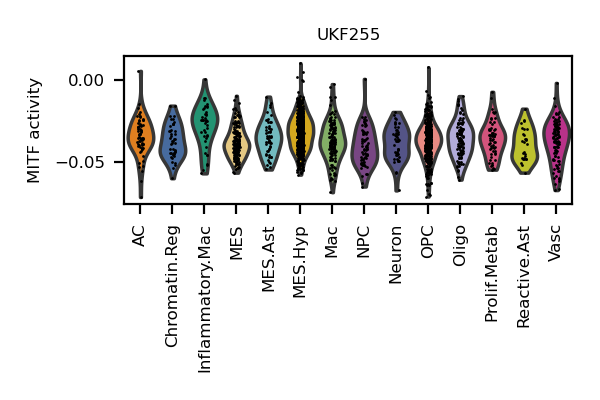 UKF255
MITF activity
0.00
−0.05
AC
Chromatin.Reg
Inflammatory.Mac
MES
MES.Ast
MES.Hyp
Mac
NPC
Neuron
OPC
Oligo
Prolif.Metab
Reactive.Ast
Vasc